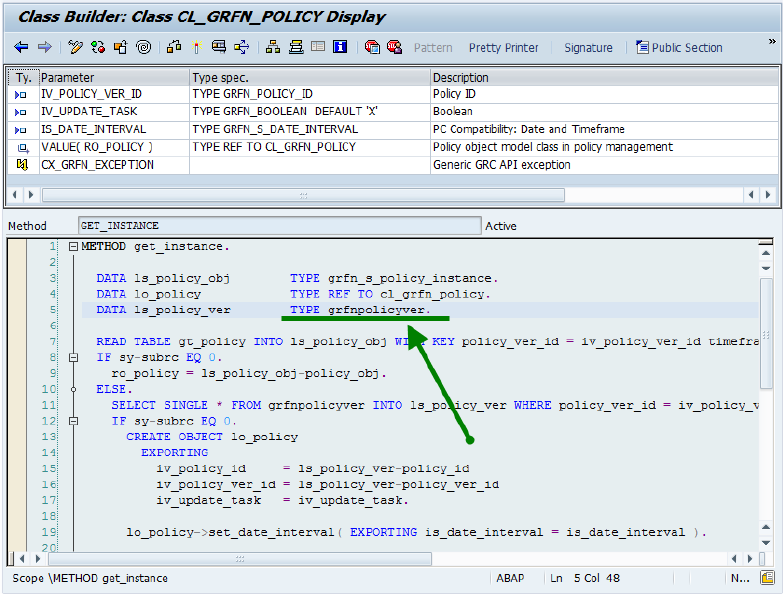 Class Builder: Class CL_GRFN_POLICY Display
Pattern Pretty Printer Signature Public Section »
Ty. Parameter Type spec. Description
IV_POLICY_VER_ID TYPE GRFN_POLICY_ID Policy ID
IV_UPDATE_TASK TYPE GRFN_BOOLEAN DEFAULT 'X' Boolean
IS_DATE_INTERVAL TYPE GRFN_S_DATE_INTERVAL PC Compatibility: Date and Timeframe
VALUE( RO_POLICY ) TYPE REF TO CL_GRFN_POLICY Policy object model class in policy management
CX_GRFN_EXCEPTION Generic GRC API exception
Method GET_INSTANCE Active
1 METHOD get_instance.
2
3 DATA ls_policy_obj TYPE grfn_s_policy_instance.
4 DATA lo_policy TYPE REF TO cl_grfn_policy.
5 DATA ls_policy_ver TYPE grfnpolicyver.
6
7 READ TABLE gt_policy INTO ls_policy_obj WITH KEY policy_ver_id = iv_policy_ver_id timefra
8 IF sy-subrc EQ 0.
9 ro_policy = ls_policy_obj-policy_obj.
10 ELSE.
11 SELECT SINGLE * FROM grfnpolicyver INTO ls_policy_ver WHERE policy_ver_id = iv_policy_v
12 IF sy-subrc EQ 0.
13 CREATE OBJECT lo_policy
14 EXPORTING
15 iv_policy_id = ls_policy_ver-policy_id
16 iv_policy_ver_id = ls_policy_ver-policy_ver_id
17 iv_update_task = iv_update_task.
18
19 lo_policy->set_date_interval( EXPORTING is_date_interval = is_date_interval ).
20
Scope \METHOD get_instance ABAP Ln 5 Col 48 N...